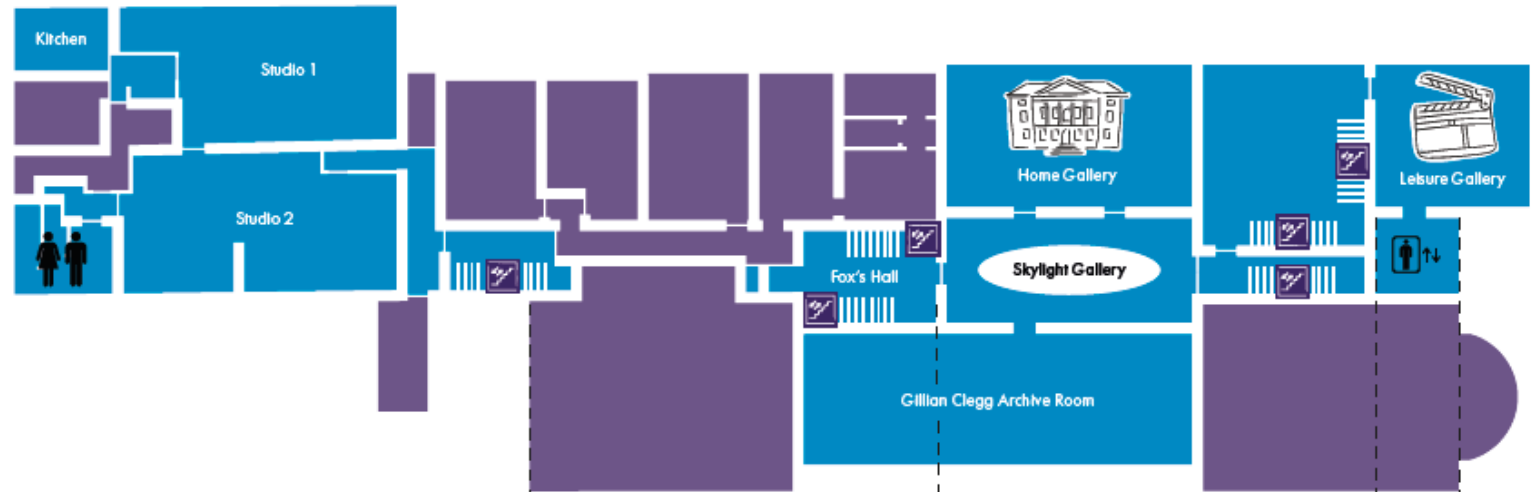 Kitchen
Studio 1
Home Gallery
Leisure Gallery
Studio 2
Fox's Hall
Skylight Gallery
Gillian Clegg Archive Room